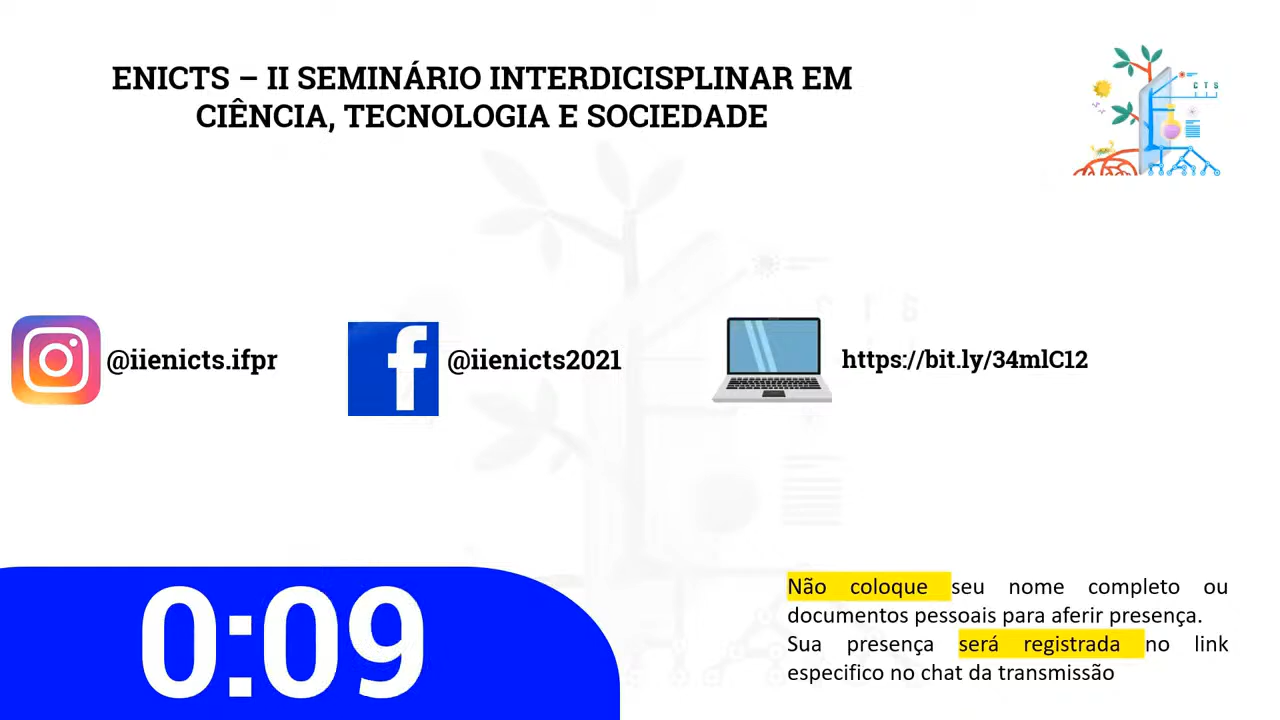 ENICTS – II SEMINÁRIO INTERDICISPLINAR EM
CIÊNCIA, TECNOLOGIA E SOCIEDADE
C T S
@iienicts.ifpr
@iienicts2021
https://bit.ly/34mlC12
0:09
Não coloque seu nome completo ou
documentos pessoais para aferir presença.
Sua presença será registrada no link
especifico no chat da transmissão